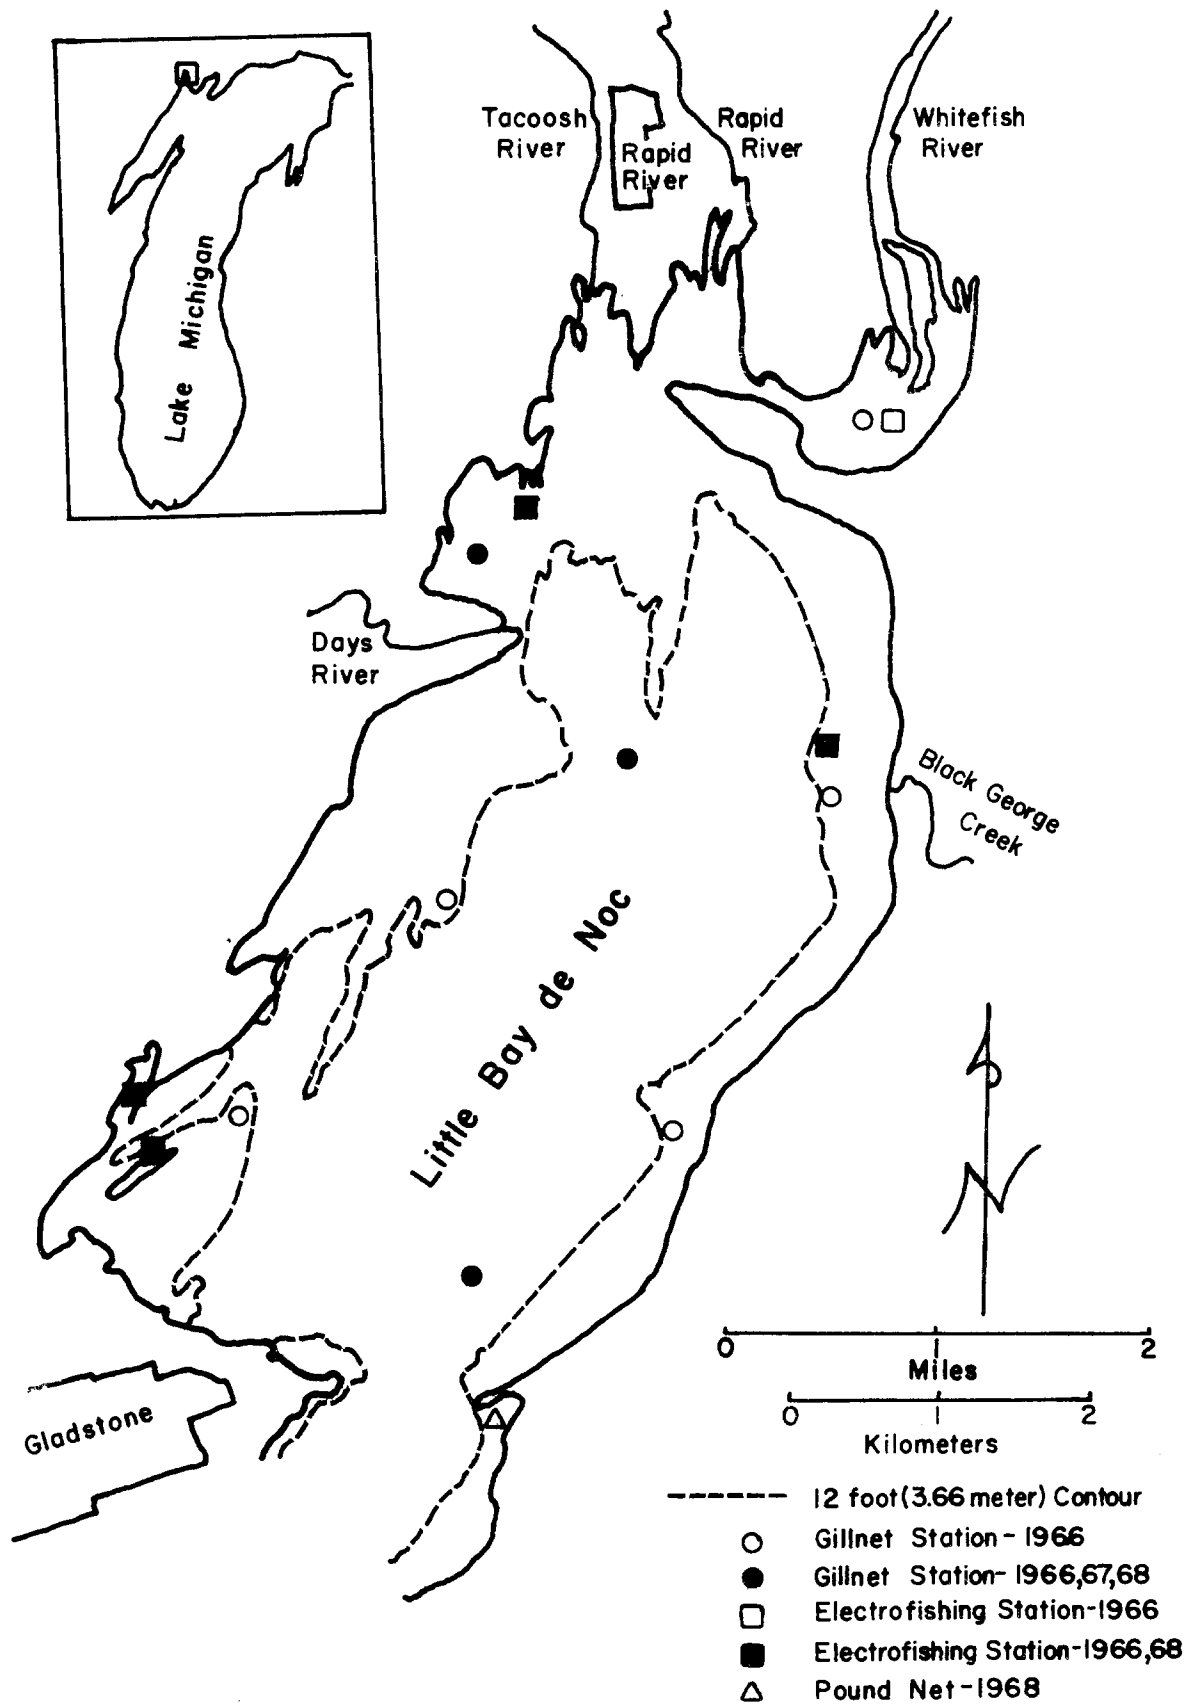 Lake Michigan
Tacoosh
River
Rapid
River
Rapid
River
Whitefish
River
Days
River
Black George
Creek
Little Bay de Noc
N
Gladstone
0 1 2
Miles
0 1 2
Kilometers
12 foot (3.66 meter) Contour
Gillnet Station - 1966
Gillnet Station- 1966,67,68
Electrofishing Station-1966
Electrofishing Station-1966,68
Pound Net-1968